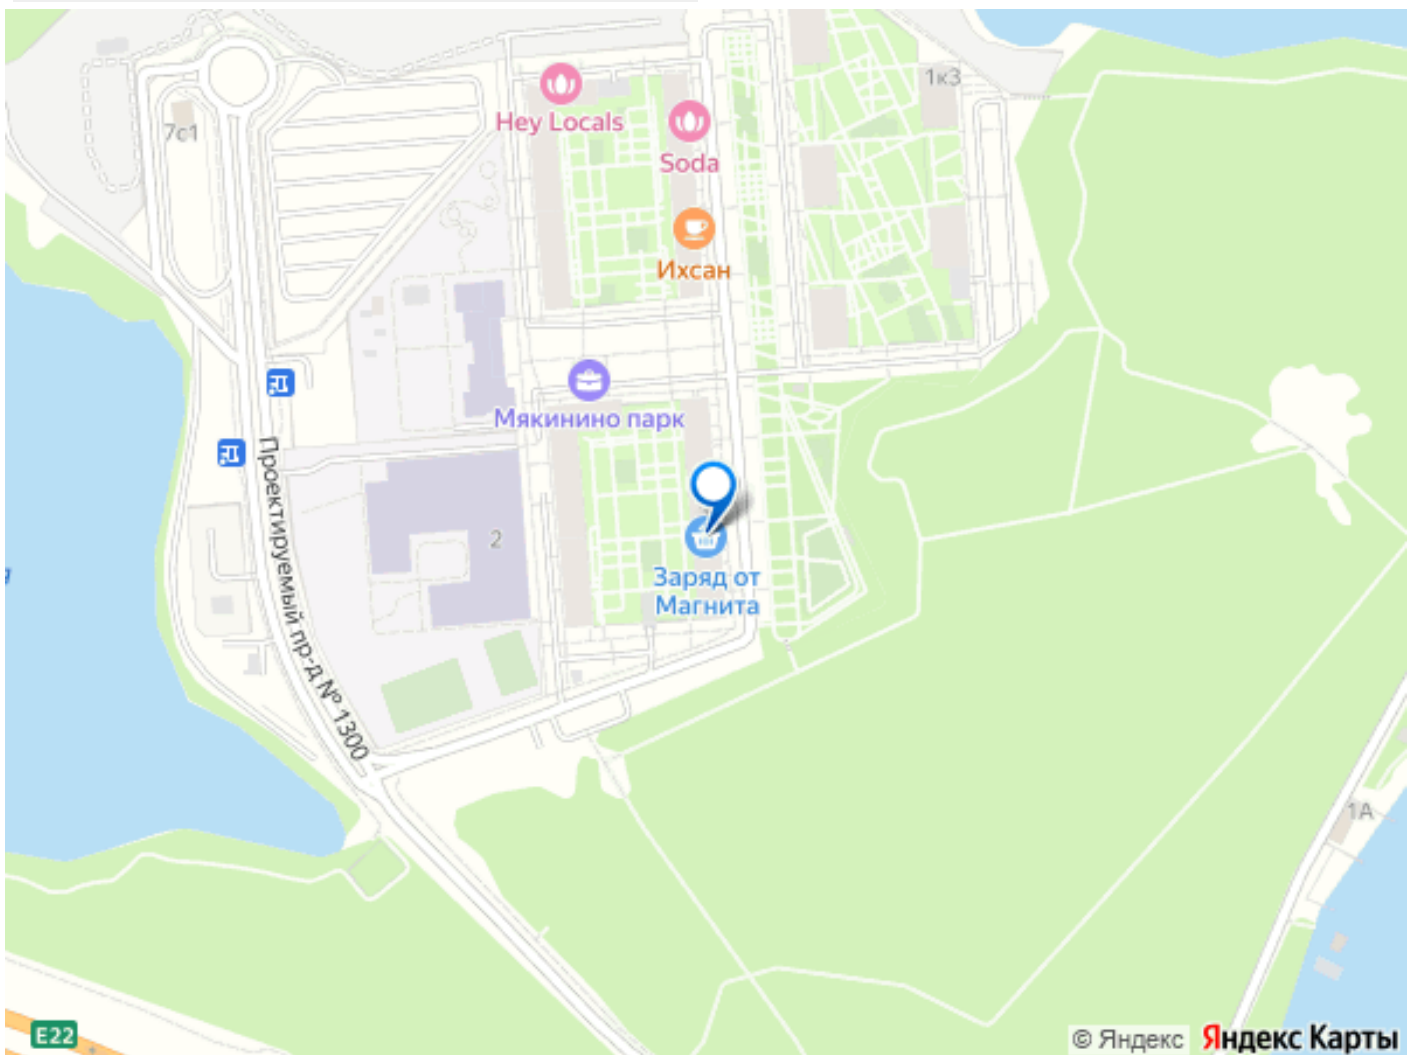 1к3
7с1
Hey Locals
Soda
Ихсан
Мякинино парк
Проектируемый пр-д № 1300
2
Заряд от
Магнита
1А
E22
© Яндекс Яндекс Карты